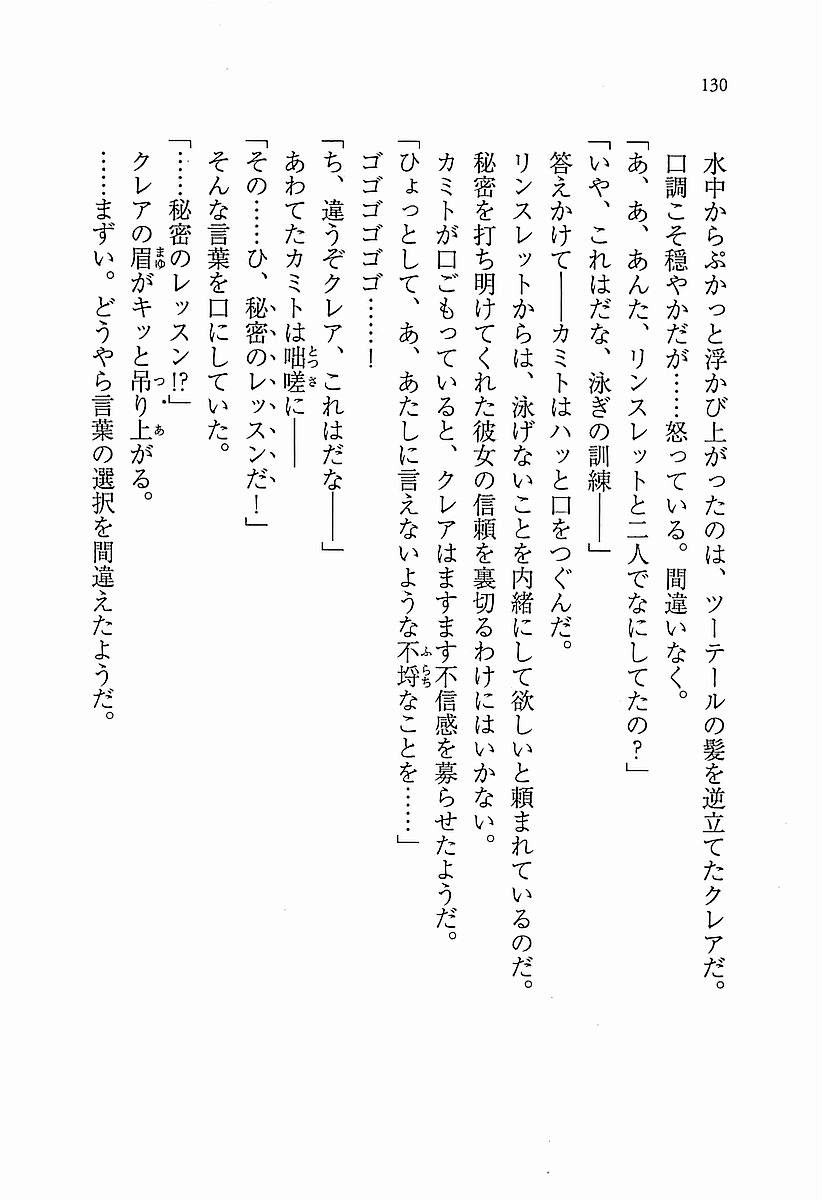 130
水中からぷかっと浮かび上がったのは、ツーテールの髪を逆立てたクレアだ。
口調こそ穏やかだが……怒っている。間違いなく。
「あ、あ、あんた、リンスレットと二人でなにしてたの？」
「いや、これはだな、泳ぎの訓練――」
答えかけて――カミトはハッと口をつぐんだ。
リンスレットからは、泳げないことを内緒にして欲しいと頼まれているのだ。
秘密を打ち明けてくれた彼女の信頼を裏切るわけにはいかない。
カミトが口ごもっていると、クレアはますます不信感を募らせたようだ。
「ひょっとして、あ、あたしに言えないような不埒なことを……」
ゴゴゴゴゴゴ……！
「ち、違うぞクレア、これはだな――」
あわてたカミトは咄嗟に――
「その……ひ、秘密のレッスンだ！」
そんな言葉を口にしていた。
「……秘密のレッスン!?」
クレアの眉がキッと吊り上がる。
……まずい。どうやら言葉の選択を間違えたようだ。